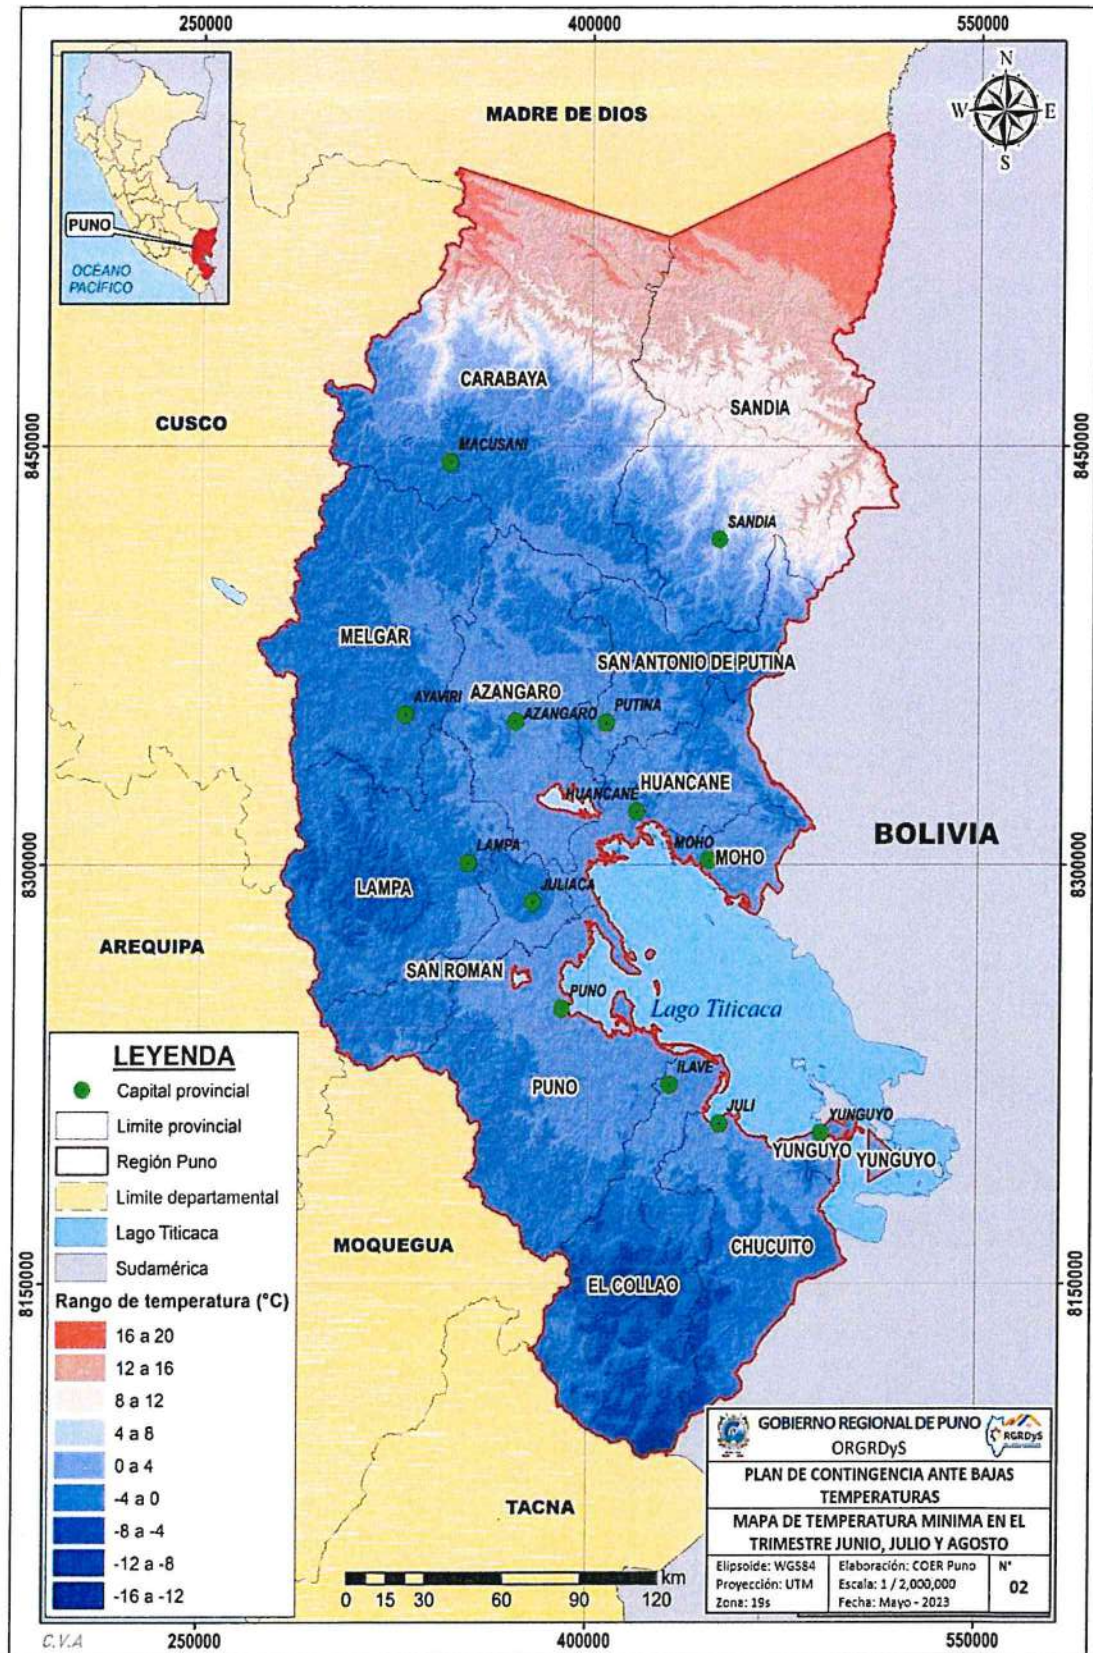 250000
400000
550000
MADRE DE DIOS
N
W
E
S
PUNO
OCÉANO
PACÍFICO
CARABAYA
SANDIA
CUSCO
8450000
8450000
MACUSANI
SANDIA
MELGAR
SAN ANTONIO DE PUTINA
AYAVIRI
AZANGARO
AZANGARO
PUTINA
HUANCANE
HUANCANE
BOLIVIA
LAMPA
MOHO
MOHO
8300000
8300000
LAMPA
JULIACA
AREQUIPA
SAN ROMAN
PUNO
Lago Titicaca
PUNO
ILAVE
JULI
YUNGUYO
YUNGUYO
YUNGUYO
MOQUEGUA
CHUCUITO
EL COLLAO
8150000
8150000
TACNA
LEYENDA
Capital provincial
Limite provincial
Región Puno
Limite departamental
Lago Titicaca
Sudamérica
Rango de temperatura (°C)
16 a 20
12 a 16
8 a 12
4 a 8
0 a 4
-4 a 0
-8 a -4
-12 a -8
-16 a -12
km
0 15 30 60 90 120
GOBIERNO REGIONAL DE PUNO
ORGRDyS
RGRDyS
PLAN DE CONTINGENCIA ANTE BAJAS
TEMPERATURAS
MAPA DE TEMPERATURA MINIMA EN EL
TRIMESTRE JUNIO, JULIO Y AGOSTO
Elipsoide: WGS84
Proyección: UTM
Zona: 19s
Elaboración: COER Puno
Escala: 1 / 2,000,000
Fecha: Mayo - 2023
N°
02
C.V.A
250000
400000
550000